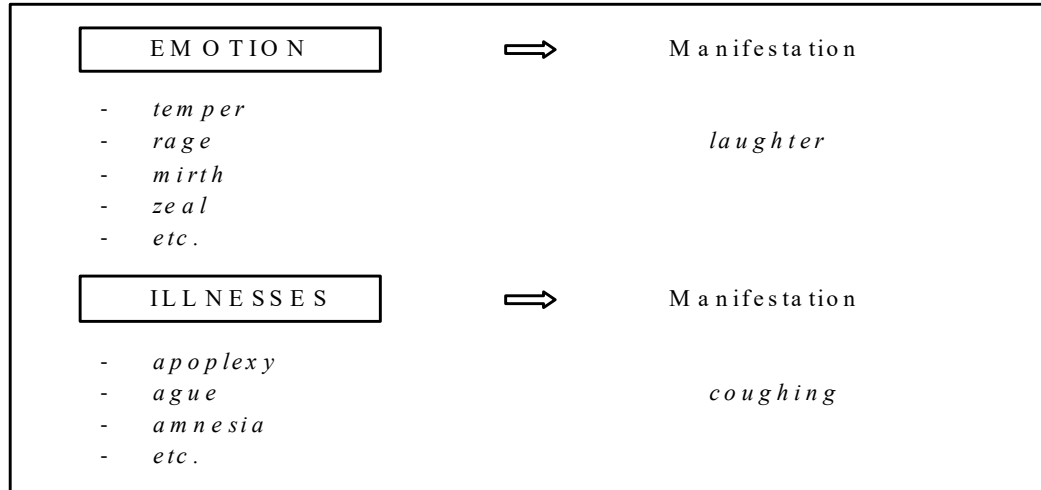 EMOTION ⇒ Manifestation
- temper
- rage laughter
- mirth
- zeal
- etc.
ILLNESSES ⇒ Manifestation
- apoplexy
- ague coughing
- amnesia
- etc.